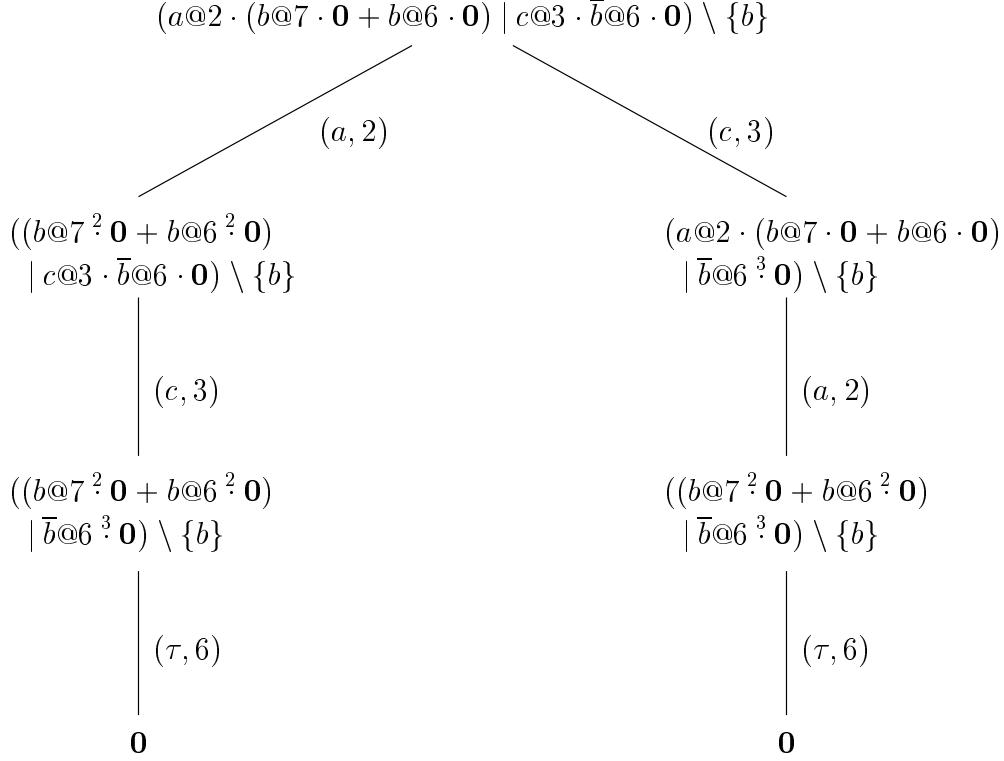 (a@2 · (b@7 · 𝟎 + b@6 · 𝟎) | c@3 · b̅@6 · 𝟎) \ {b}
(a, 2)
(c, 3)
((b@7 ·² 𝟎 + b@6 ·² 𝟎)
| c@3 · b̅@6 · 𝟎) \ {b}
(a@2 · (b@7 · 𝟎 + b@6 · 𝟎)
| b̅@6 ·³ 𝟎) \ {b}
(c, 3)
(a, 2)
((b@7 ·² 𝟎 + b@6 ·² 𝟎)
| b̅@6 ·³ 𝟎) \ {b}
((b@7 ·² 𝟎 + b@6 ·² 𝟎)
| b̅@6 ·³ 𝟎) \ {b}
(τ, 6)
(τ, 6)
𝟎
𝟎